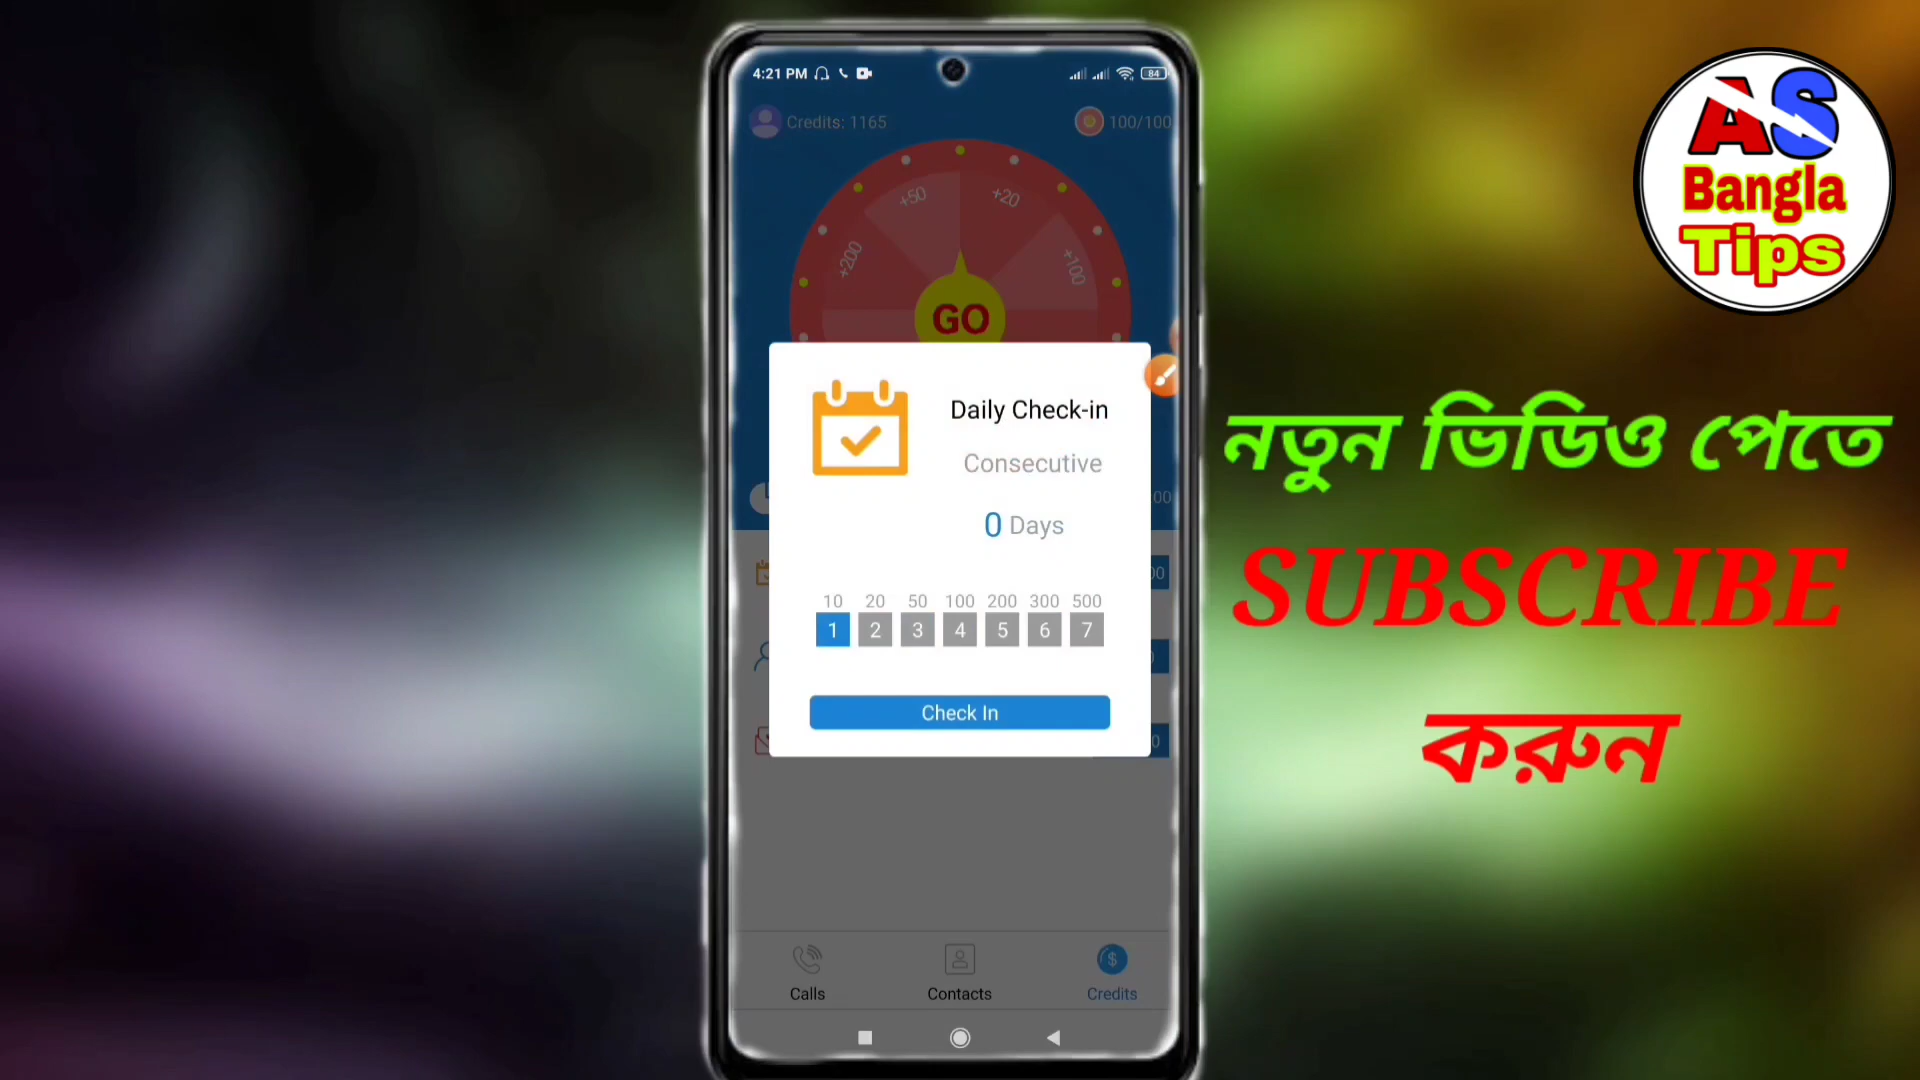 4:21 PM
84
Credits: 1165
100/100
+50
+20
+200
+100
GO
Daily Check-in
Consecutive
0 Days
10 20 50 100 200 300 500
1 2 3 4 5 6 7
Check In
Calls
Contacts
Credits
AS
Bangla
Tips
নতুন ভিডিও পেতে
SUBSCRIBE
করুন